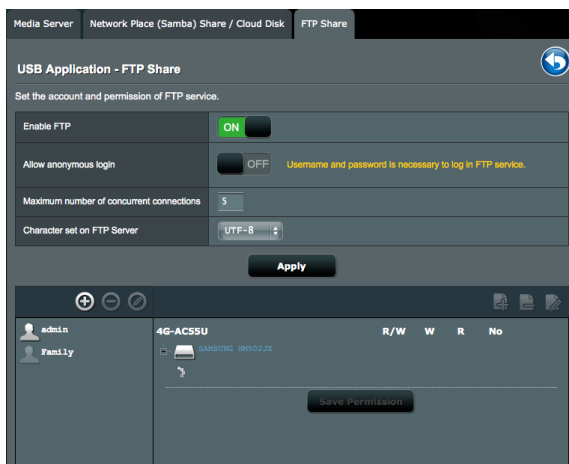 Media Server
Network Place (Samba) Share / Cloud Disk
FTP Share
USB Application - FTP Share
Set the account and permission of FTP service.
Enable FTP
ON
Allow anonymous login
OFF
Username and password is necessary to log in FTP service.
Maximum number of concurrent connections
5
Character set on FTP Server
UTF-8
Apply
admin
Family
4G-AC55U
R/W W R No
SAMSUNG HM502JX
Save Permission